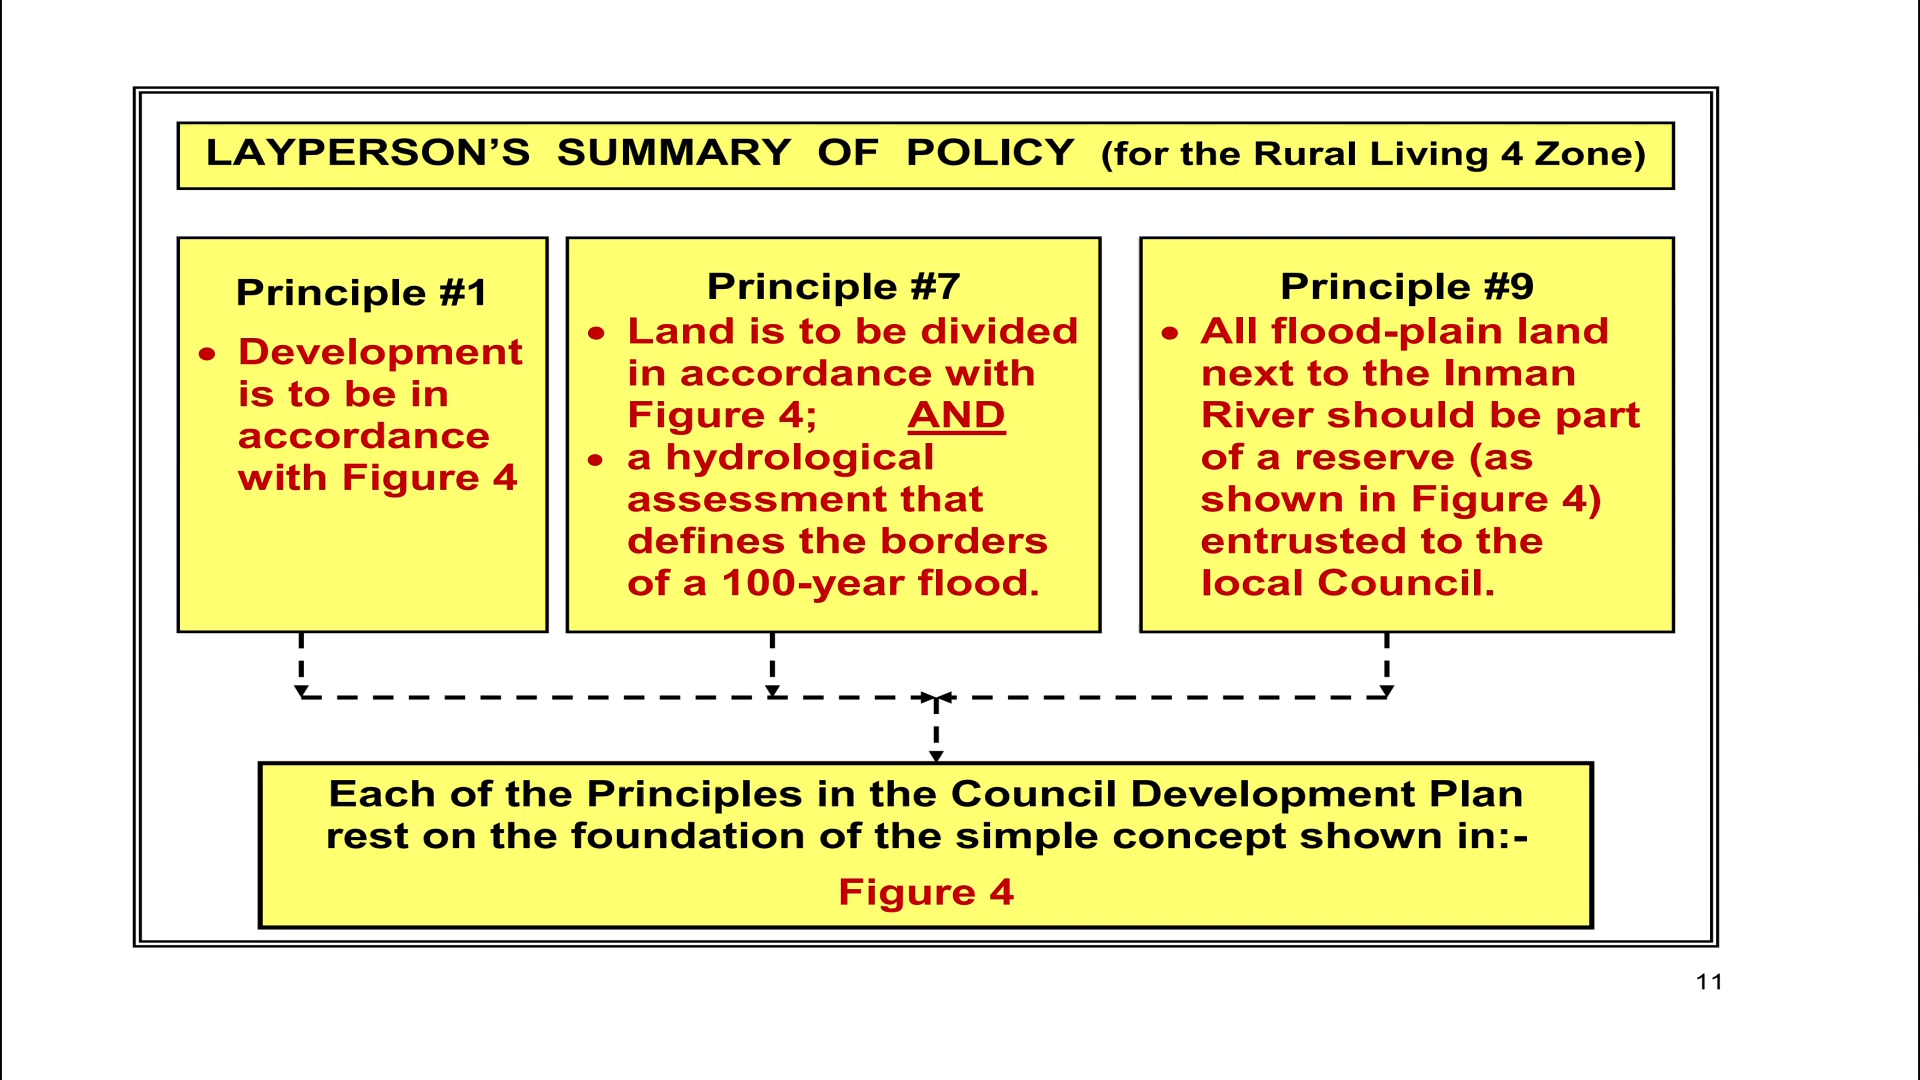 LAYPERSON’S SUMMARY OF POLICY (for the Rural Living 4 Zone)
Principle #1
• Development
is to be in
accordance
with Figure 4
Principle #7
• Land is to be divided
in accordance with
Figure 4; AND
• a hydrological
assessment that
defines the borders
of a 100-year flood.
Principle #9
• All flood-plain land
next to the Inman
River should be part
of a reserve (as
shown in Figure 4)
entrusted to the
local Council.
Each of the Principles in the Council Development Plan
rest on the foundation of the simple concept shown in:-
Figure 4
11